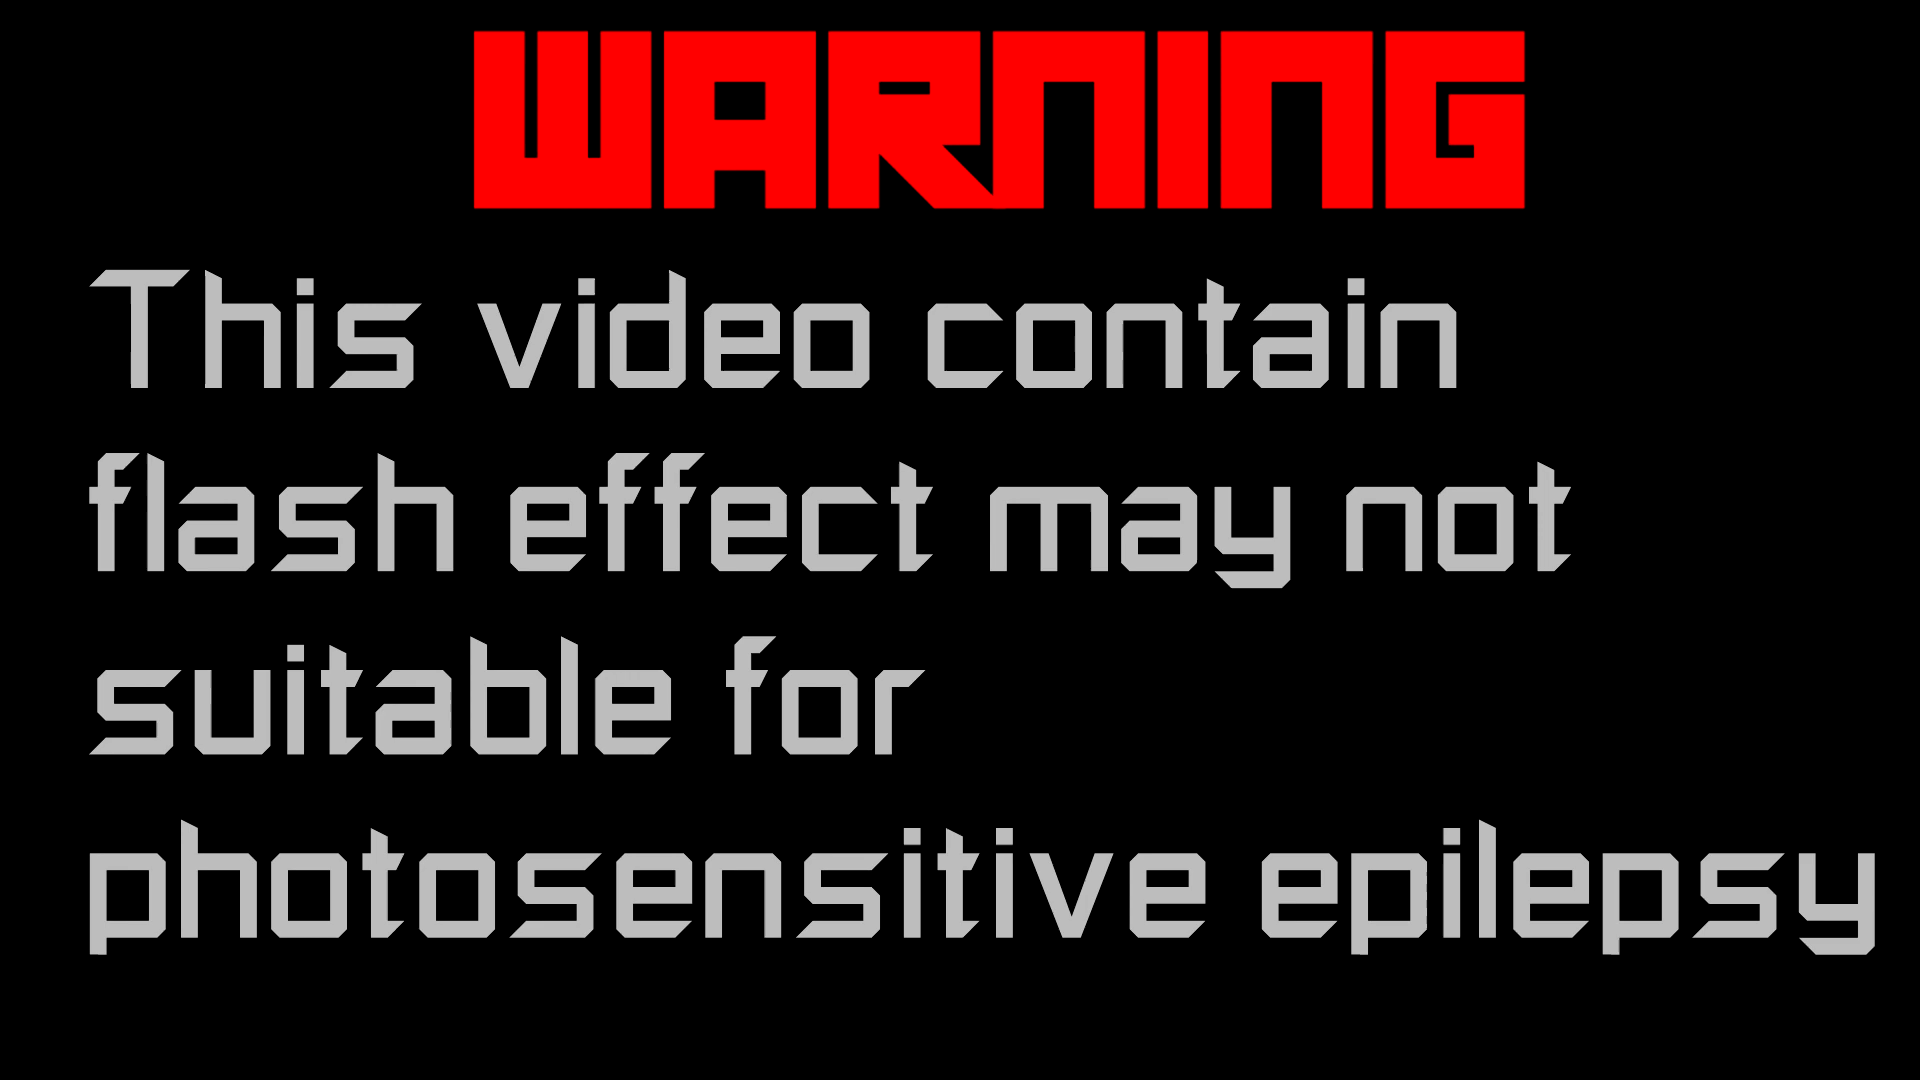 WARNING
This video contain
flash effect may not
suitable for
photosensitive epilepsy